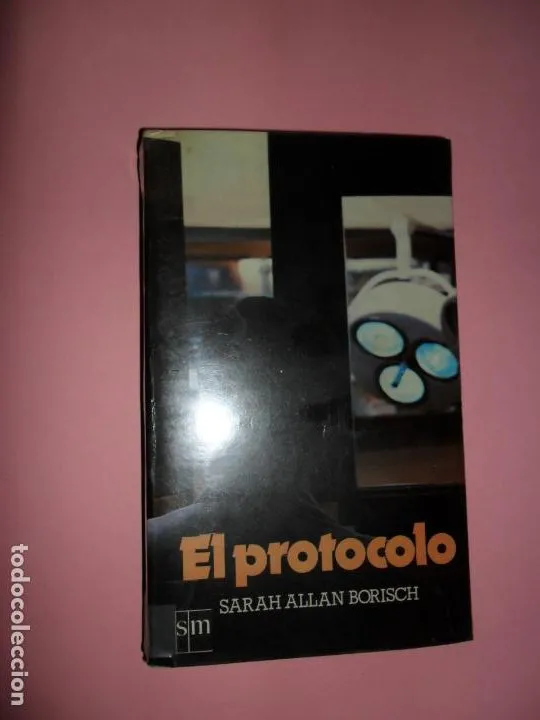 El protocolo
SARAH ALLAN BORISCH
sm
todocoleccion